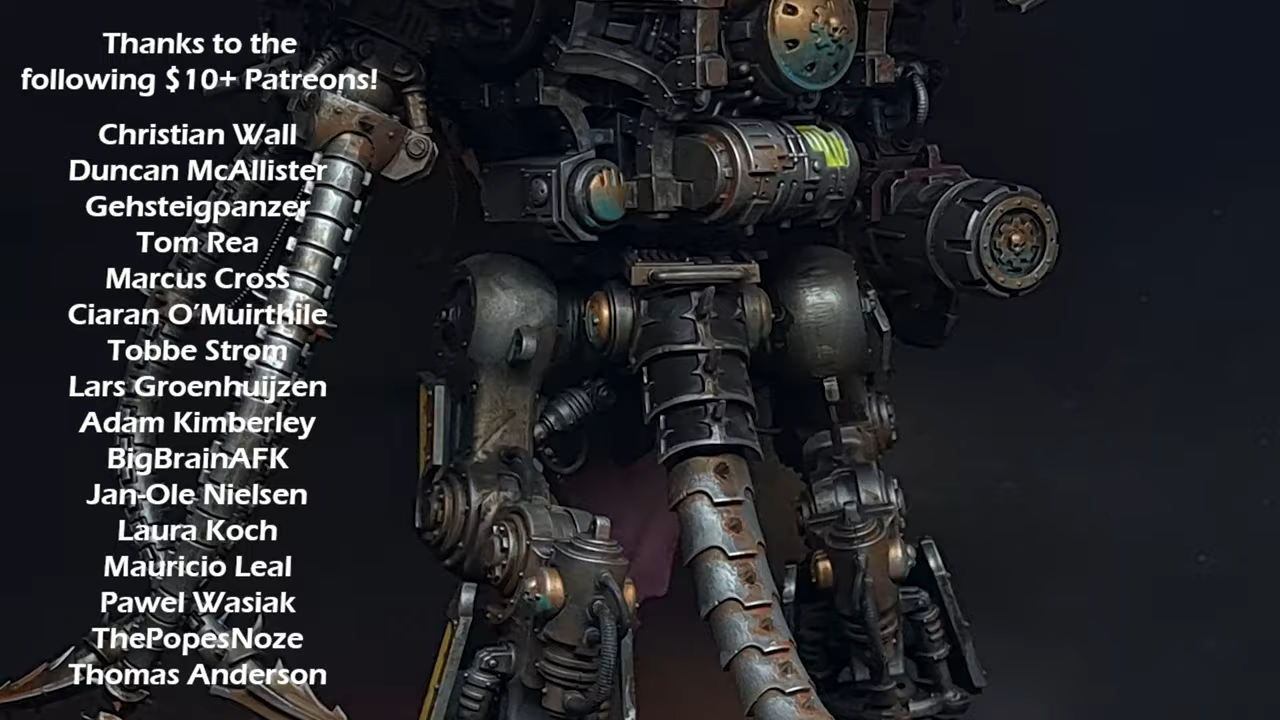 Thanks to the
following $10+ Patreons!
Christian Wall
Duncan McAllister
Gehsteigpanzer
Tom Rea
Marcus Cross
Ciaran O'Muirthile
Tobbe Strom
Lars Groenhuijzen
Adam Kimberley
BigBrainAFK
Jan-Ole Nielsen
Laura Koch
Mauricio Leal
Pawel Wasiak
ThePopesNoze
Thomas Anderson